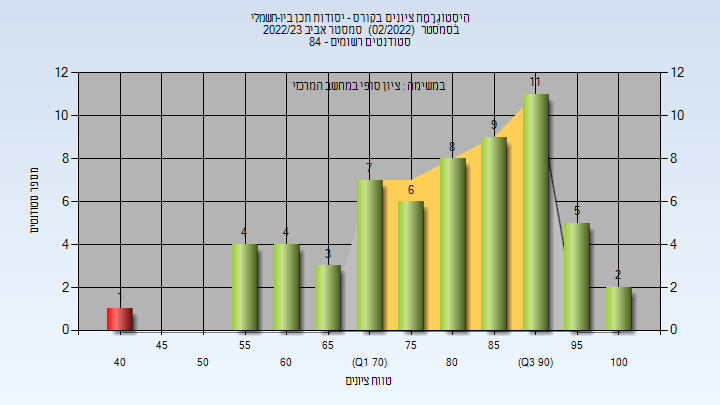 היסטוגרמת ציונים בקורס - יסודות תכן ביו-חשמלי
בסמסטר (02/2022) סמסטר אביב 2022/23
סטודנטים רשומים - 84
במשימה : ציון סופי במחשב המרכזי
12 12
11
10 10
9
8 8 8
7
6 6 6
5
4 4 4 4
3
2 2 2
1
0 0
מספר סטודנטים
45 55 65 75 85 95
40 50 60 (Q1 70) 80 (Q3 90) 100
טווח ציונים